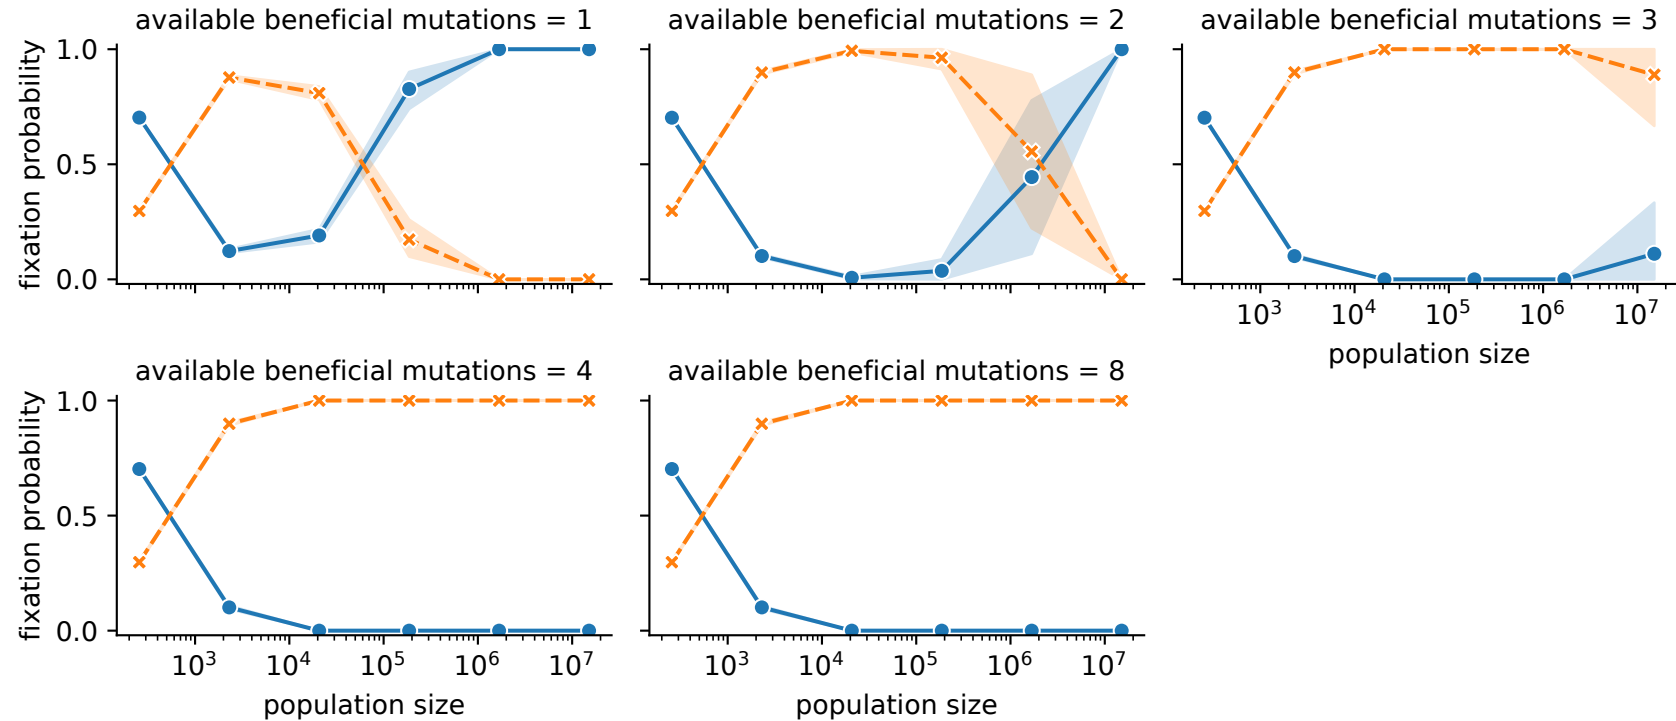 available beneficial mutations = 1
available beneficial mutations = 2
available beneficial mutations = 3
fixation probability
1.0
0.5
0.0
10³ 10⁴ 10⁵ 10⁶ 10⁷
population size
available beneficial mutations = 4
available beneficial mutations = 8
fixation probability
1.0
0.5
0.0
10³ 10⁴ 10⁵ 10⁶ 10⁷
population size
10³ 10⁴ 10⁵ 10⁶ 10⁷
population size